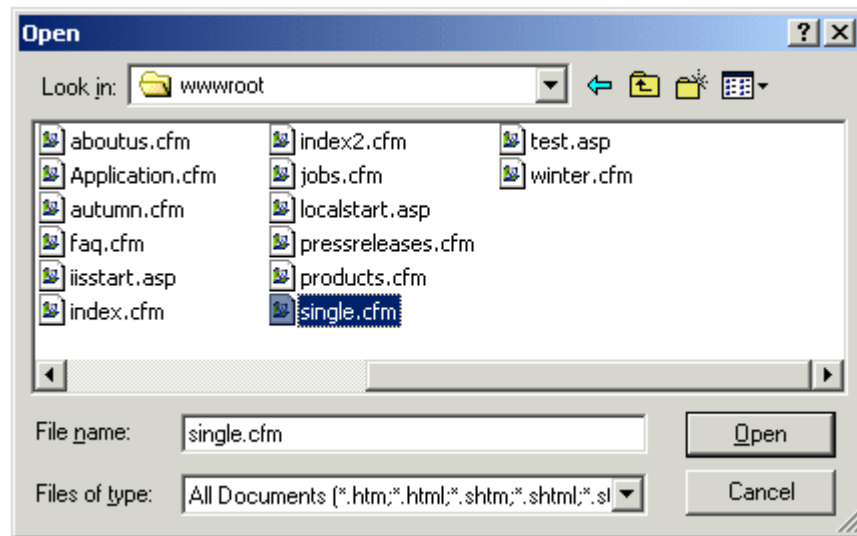 Open
Look in: wwwroot
aboutus.cfm index2.cfm test.asp
Application.cfm jobs.cfm winter.cfm
autumn.cfm localstart.asp
faq.cfm pressreleases.cfm
iisstart.asp products.cfm
index.cfm single.cfm
File name: single.cfm Open
Files of type: All Documents (*.htm;*.html;*.shtm;*.shtml;*.sl Cancel